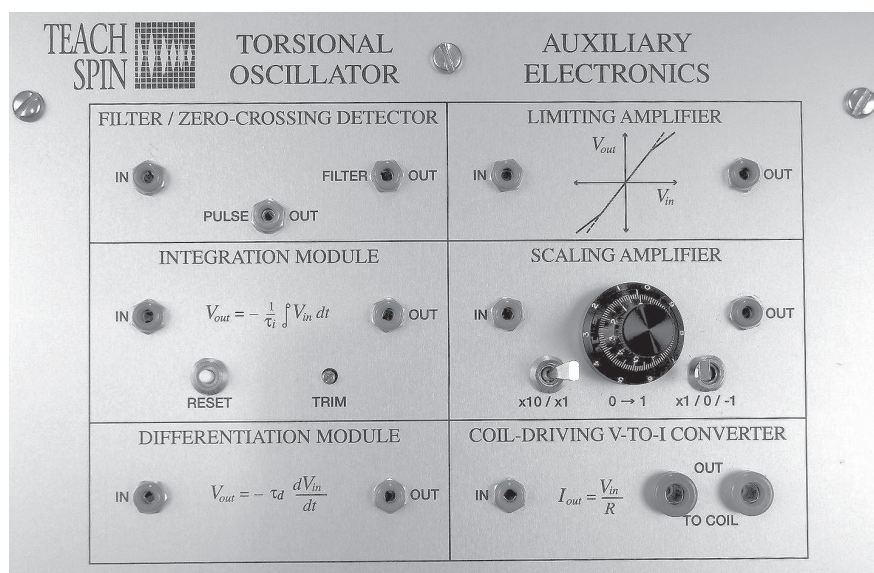 TEACH SPIN
TORSIONAL OSCILLATOR
AUXILIARY ELECTRONICS
FILTER / ZERO-CROSSING DETECTOR
IN
FILTER OUT
PULSE OUT
LIMITING AMPLIFIER
IN
V_out
V_in
OUT
INTEGRATION MODULE
IN
V_out = - 1/τ_i ∫ V_in dt
OUT
RESET
TRIM
SCALING AMPLIFIER
IN
OUT
x10 / x1
0 → 1
x1 / 0 / -1
DIFFERENTIATION MODULE
IN
V_out = - τ_d dV_in/dt
OUT
COIL-DRIVING V-TO-I CONVERTER
IN
I_out = V_in/R
OUT
TO COIL